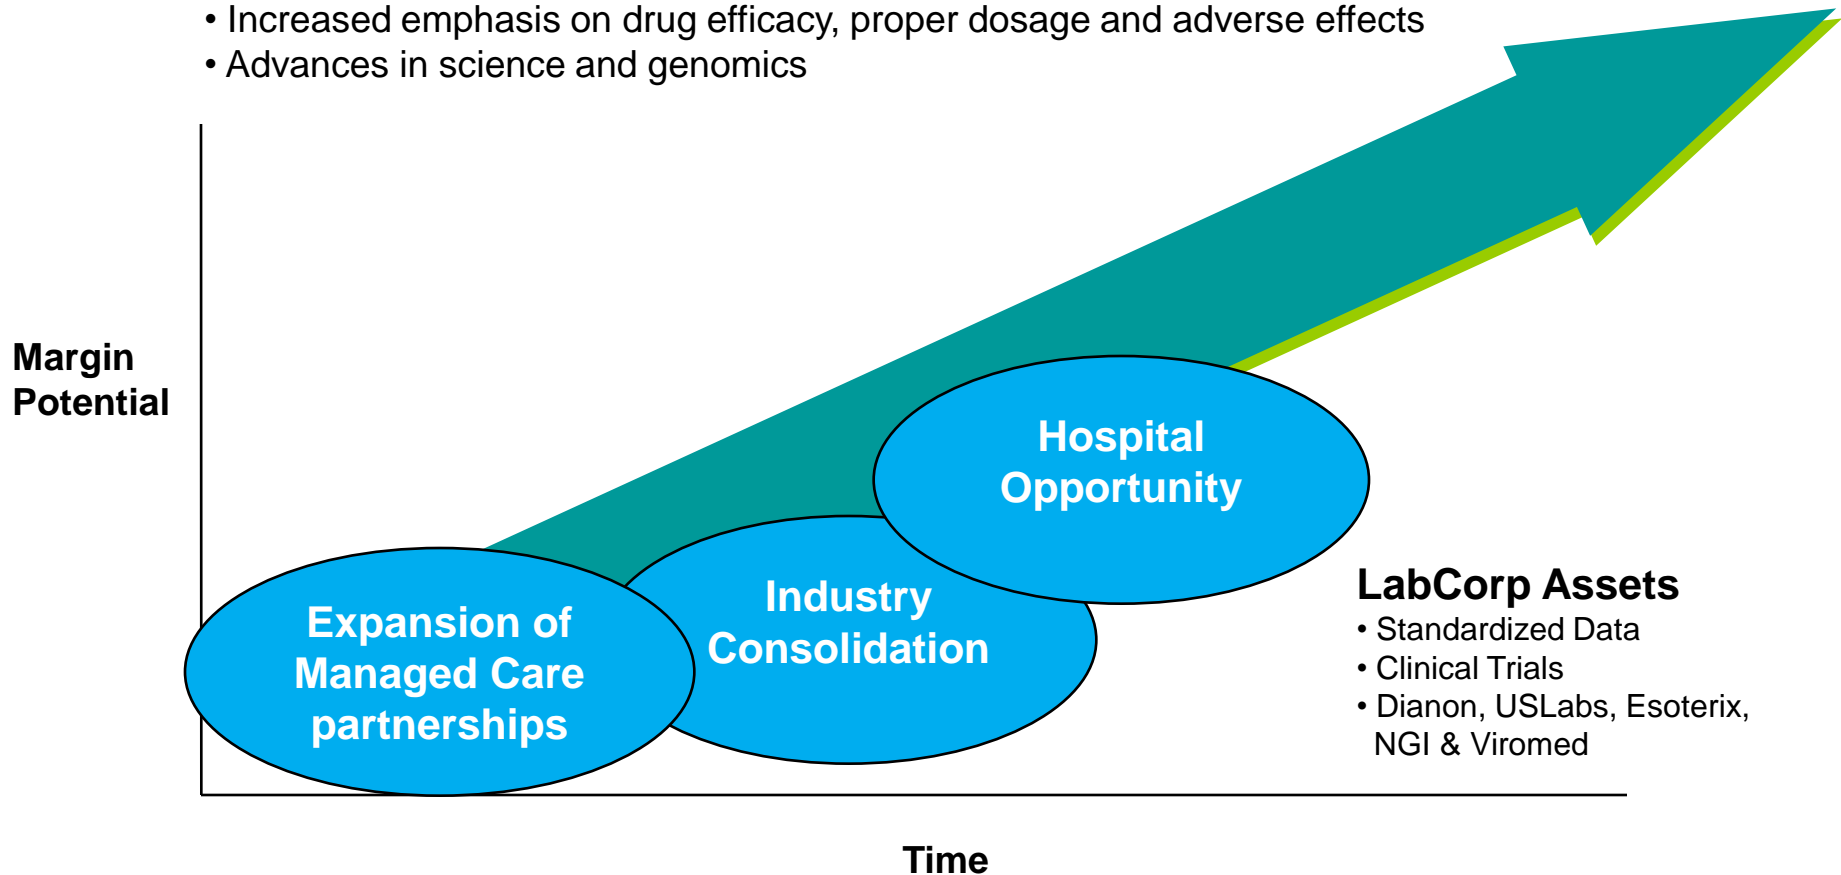 • Increased emphasis on drug efficacy, proper dosage and adverse effects
• Advances in science and genomics
Margin
Potential
Hospital
Opportunity
Industry
Consolidation
Expansion of
Managed Care
partnerships
LabCorp Assets
• Standardized Data
• Clinical Trials
• Dianon, USLabs, Esoterix,
NGI & Viromed
Time